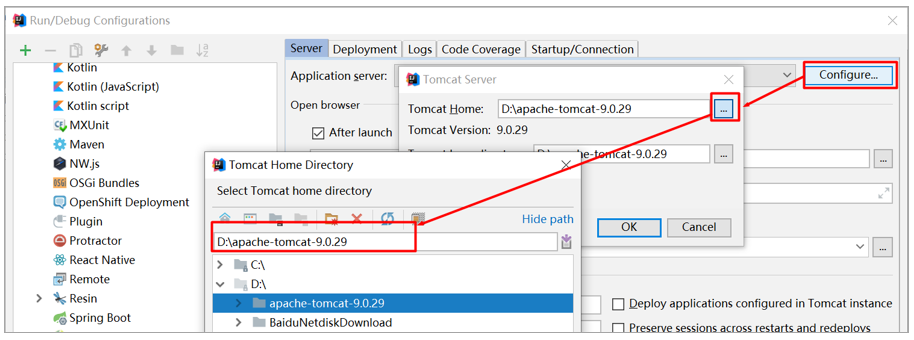 Run/Debug Configurations
Kotlin
Kotlin (JavaScript)
Kotlin script
MXUnit
Maven
NW.js
OSGi Bundles
OpenShift Deployment
Plugin
Protractor
React Native
Remote
Resin
Spring Boot
Server Deployment Logs Code Coverage Startup/Connection
Application server:
Configure...
Open browser
After launch
Tomcat Server
Tomcat Home: D:\apache-tomcat-9.0.29 ...
Tomcat Version: 9.0.29
D:\apache-tomcat-9.0.29 ...
OK Cancel
...
...
Tomcat Home Directory
Select Tomcat home directory
Hide path
D:\apache-tomcat-9.0.29
C:\
D:\
apache-tomcat-9.0.29
BaiduNetdiskDownload
Deploy applications configured in Tomcat instance
Preserve sessions across restarts and redeploys